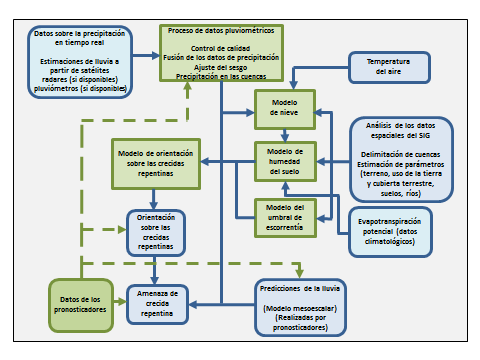 Datos sobre la precipitación
en tiempo real
Estimaciones de lluvia a
partir de satélites
radares (si disponibles)
pluviómetros (si disponibles)
Proceso de datos pluviométricos
Control de calidad
Fusión de los datos de precipitación
Ajuste del sesgo
Precipitación en las cuencas
Temperatura
del aire
Modelo
de nieve
Análisis de los datos
espaciales del SIG
Delimitación de cuencas
Estimación de parámetros
(terreno, uso de la tierra
y cubierta terrestre,
suelos, ríos)
Modelo de orientación
sobre las crecidas
repentinas
Modelo de
humedad
del suelo
Modelo del
umbral de
escorrentía
Orientación
sobre las
crecidas
repentinas
Evapotranspiración
potencial (datos
climatológicos)
Datos de los
pronosticadores
Amenaza de
crecida
repentina
Predicciones de la lluvia
(Modelo mesoescalar)
(Realizadas por
pronosticadores)